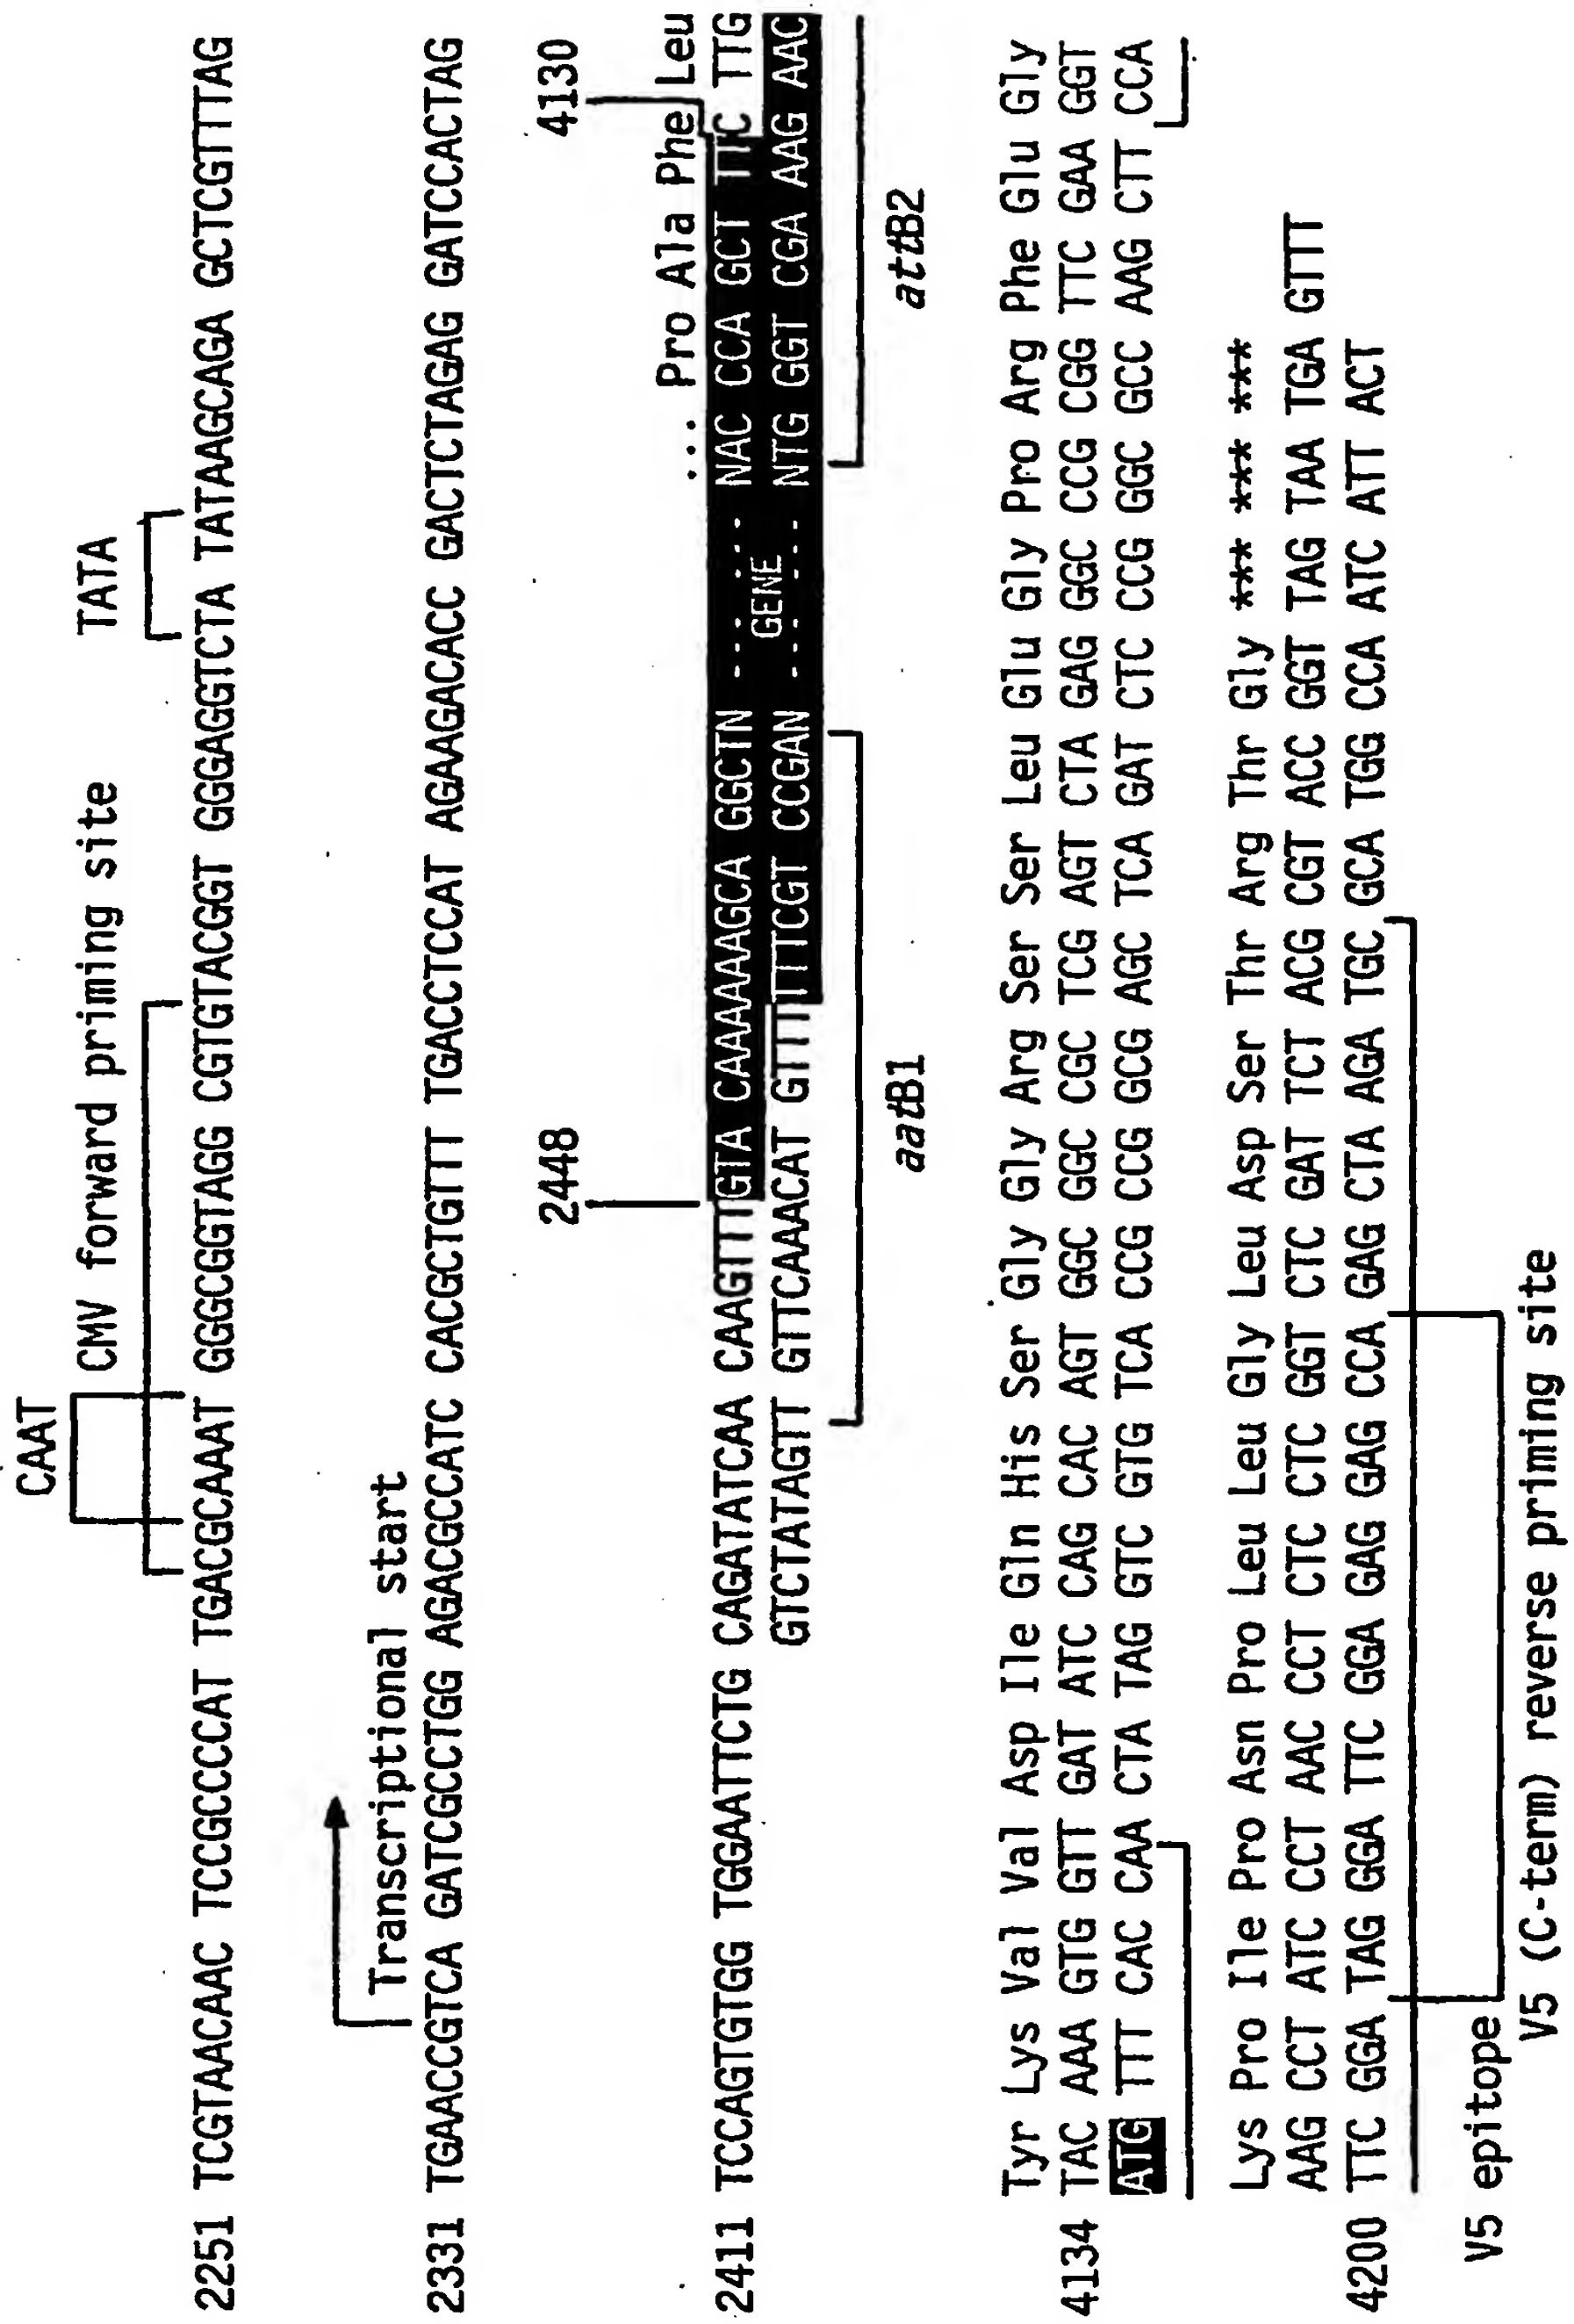 CAAT
CMV forward priming site
TATA
2251 TCGTAACAAC TCCGCCCCAT TGACGCAAAT GGGCGGTAGG CGTGTACGGT GGGAGGTCTA TATAAGCAGA GCTCGTTTAG
Transcriptional start
2331 TGAACCGTCA GATCGCCTGG AGACGCCATC CACGCTGTTT TGACCTCCAT AGAAGACACC GACTCTAGAG GATCCACTAG
2448
4130
... Pro Ala Phe Leu
2411 TCCAGTGTGG TGGAATTCTG CAGATATCAA CAAGTTTGTA CAAAAAAGCA GGCTN ...... NAC CCA GCT TTC TTG
GENE
GTCTATAGTT GTTCAAACAT GTTTTTTCGT CCGAN ...... NTG GGT CGA AAG AAC
aatB1
attB2
Tyr Lys Val Val Asp Ile Gln His Ser Gly Gly Arg Ser Ser Leu Glu Gly Pro Arg Phe Glu Gly
4134 TAC AAA GTG GTT GAT ATC CAG CAC AGT GGC GGC CGC TCG AGT CTA GAG GGC CCG CGG TTC GAA GGT
ATG TTT CAC CAA CTA TAG GTC GTG TCA CCG CCG GCG AGC TCA GAT CTC CCG GGC GCC AAG CTT CCA
Lys Pro Ile Pro Asn Pro Leu Leu Gly Leu Asp Ser Thr Arg Thr Gly *** *** ***
AAG CCT ATC CCT AAC CCT CTC CTC GGT CTC GAT TCT ACG CGT ACC GGT TAG TAA TGA GTTT
4200 TTC GGA TAG GGA TTC GGA GAG GAG CCA GAG CTA AGA TGC GCA TGG CCA ATC ATT ACT
V5 epitope
V5 (C-term) reverse priming site